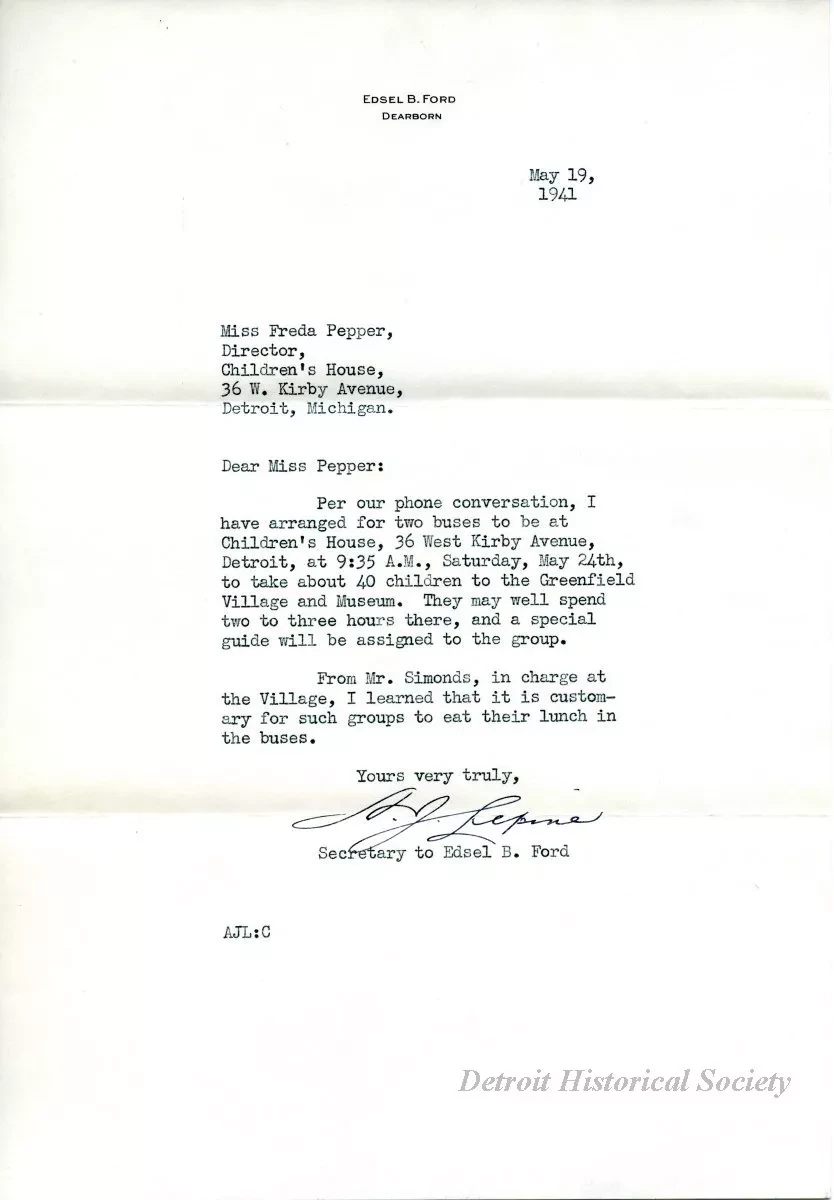 EDSEL B. FORD
DEARBORN
May 19,
1941
Miss Freda Pepper,
Director,
Children's House,
36 W. Kirby Avenue,
Detroit, Michigan.
Dear Miss Pepper:
Per our phone conversation, I
have arranged for two buses to be at
Children's House, 36 West Kirby Avenue,
Detroit, at 9:35 A.M., Saturday, May 24th,
to take about 40 children to the Greenfield
Village and Museum. They may well spend
two to three hours there, and a special
guide will be assigned to the group.
From Mr. Simonds, in charge at
the Village, I learned that it is custom-
ary for such groups to eat their lunch in
the buses.
Yours very truly,
A. J. Lepine
Secretary to Edsel B. Ford
AJL:C
Detroit Historical Society